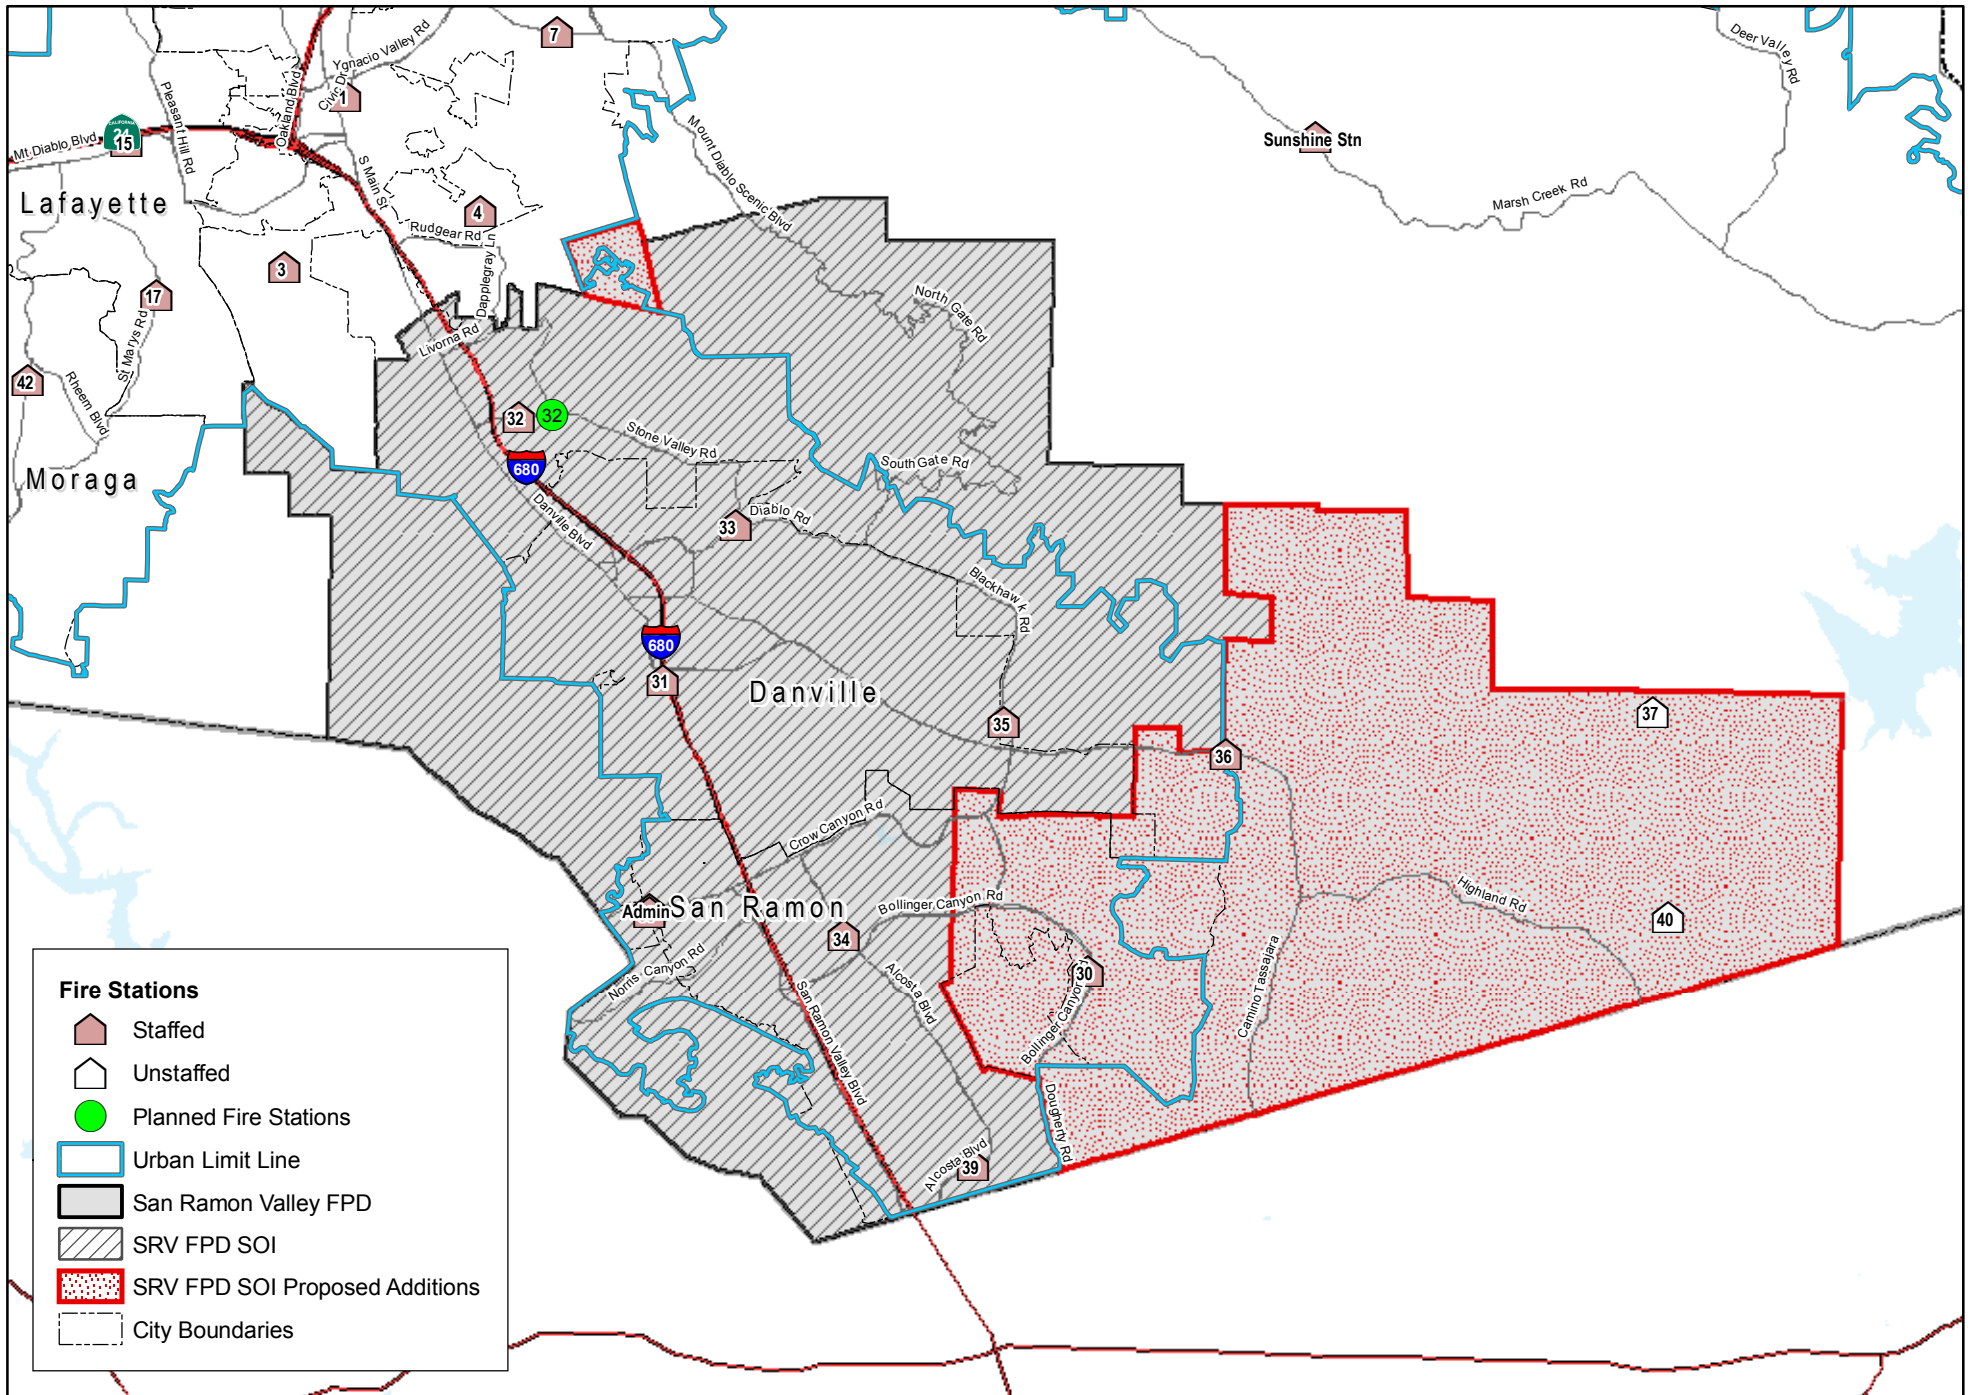 7
Deer Valley Rd
Ygnacio Valley Rd
Civic Dr
1
Oakland Blvd
Pleasant Hill Rd
CALIFORNIA
24
15
Mt Diablo Blvd
Mount Diablo Scenic Blvd
Sunshine Stn
S Main St
Marsh Creek Rd
Lafayette
4
Rudgear Rd
Dapplegray Ln
3
17
North Gate Rd
St Marys Rd
Livorna Rd
42
Rheem Blvd
32
32
Stone Valley Rd
680
South Gate Rd
Moraga
Danville Blvd
33
Diablo Rd
Blackhawk Rd
680
31
Danville
35
37
36
Crow Canyon Rd
Highland Rd
Bollinger Canyon Rd
Admin
San Ramon
34
40
Norris Canyon Rd
Alcosta Blvd
30
Camino Tassajara
San Ramon Valley Blvd
Bollinger Canyon
Dougherty Rd
Alcosta Blvd
39
Fire Stations
Staffed
Unstaffed
Planned Fire Stations
Urban Limit Line
San Ramon Valley FPD
SRV FPD SOI
SRV FPD SOI Proposed Additions
City Boundaries